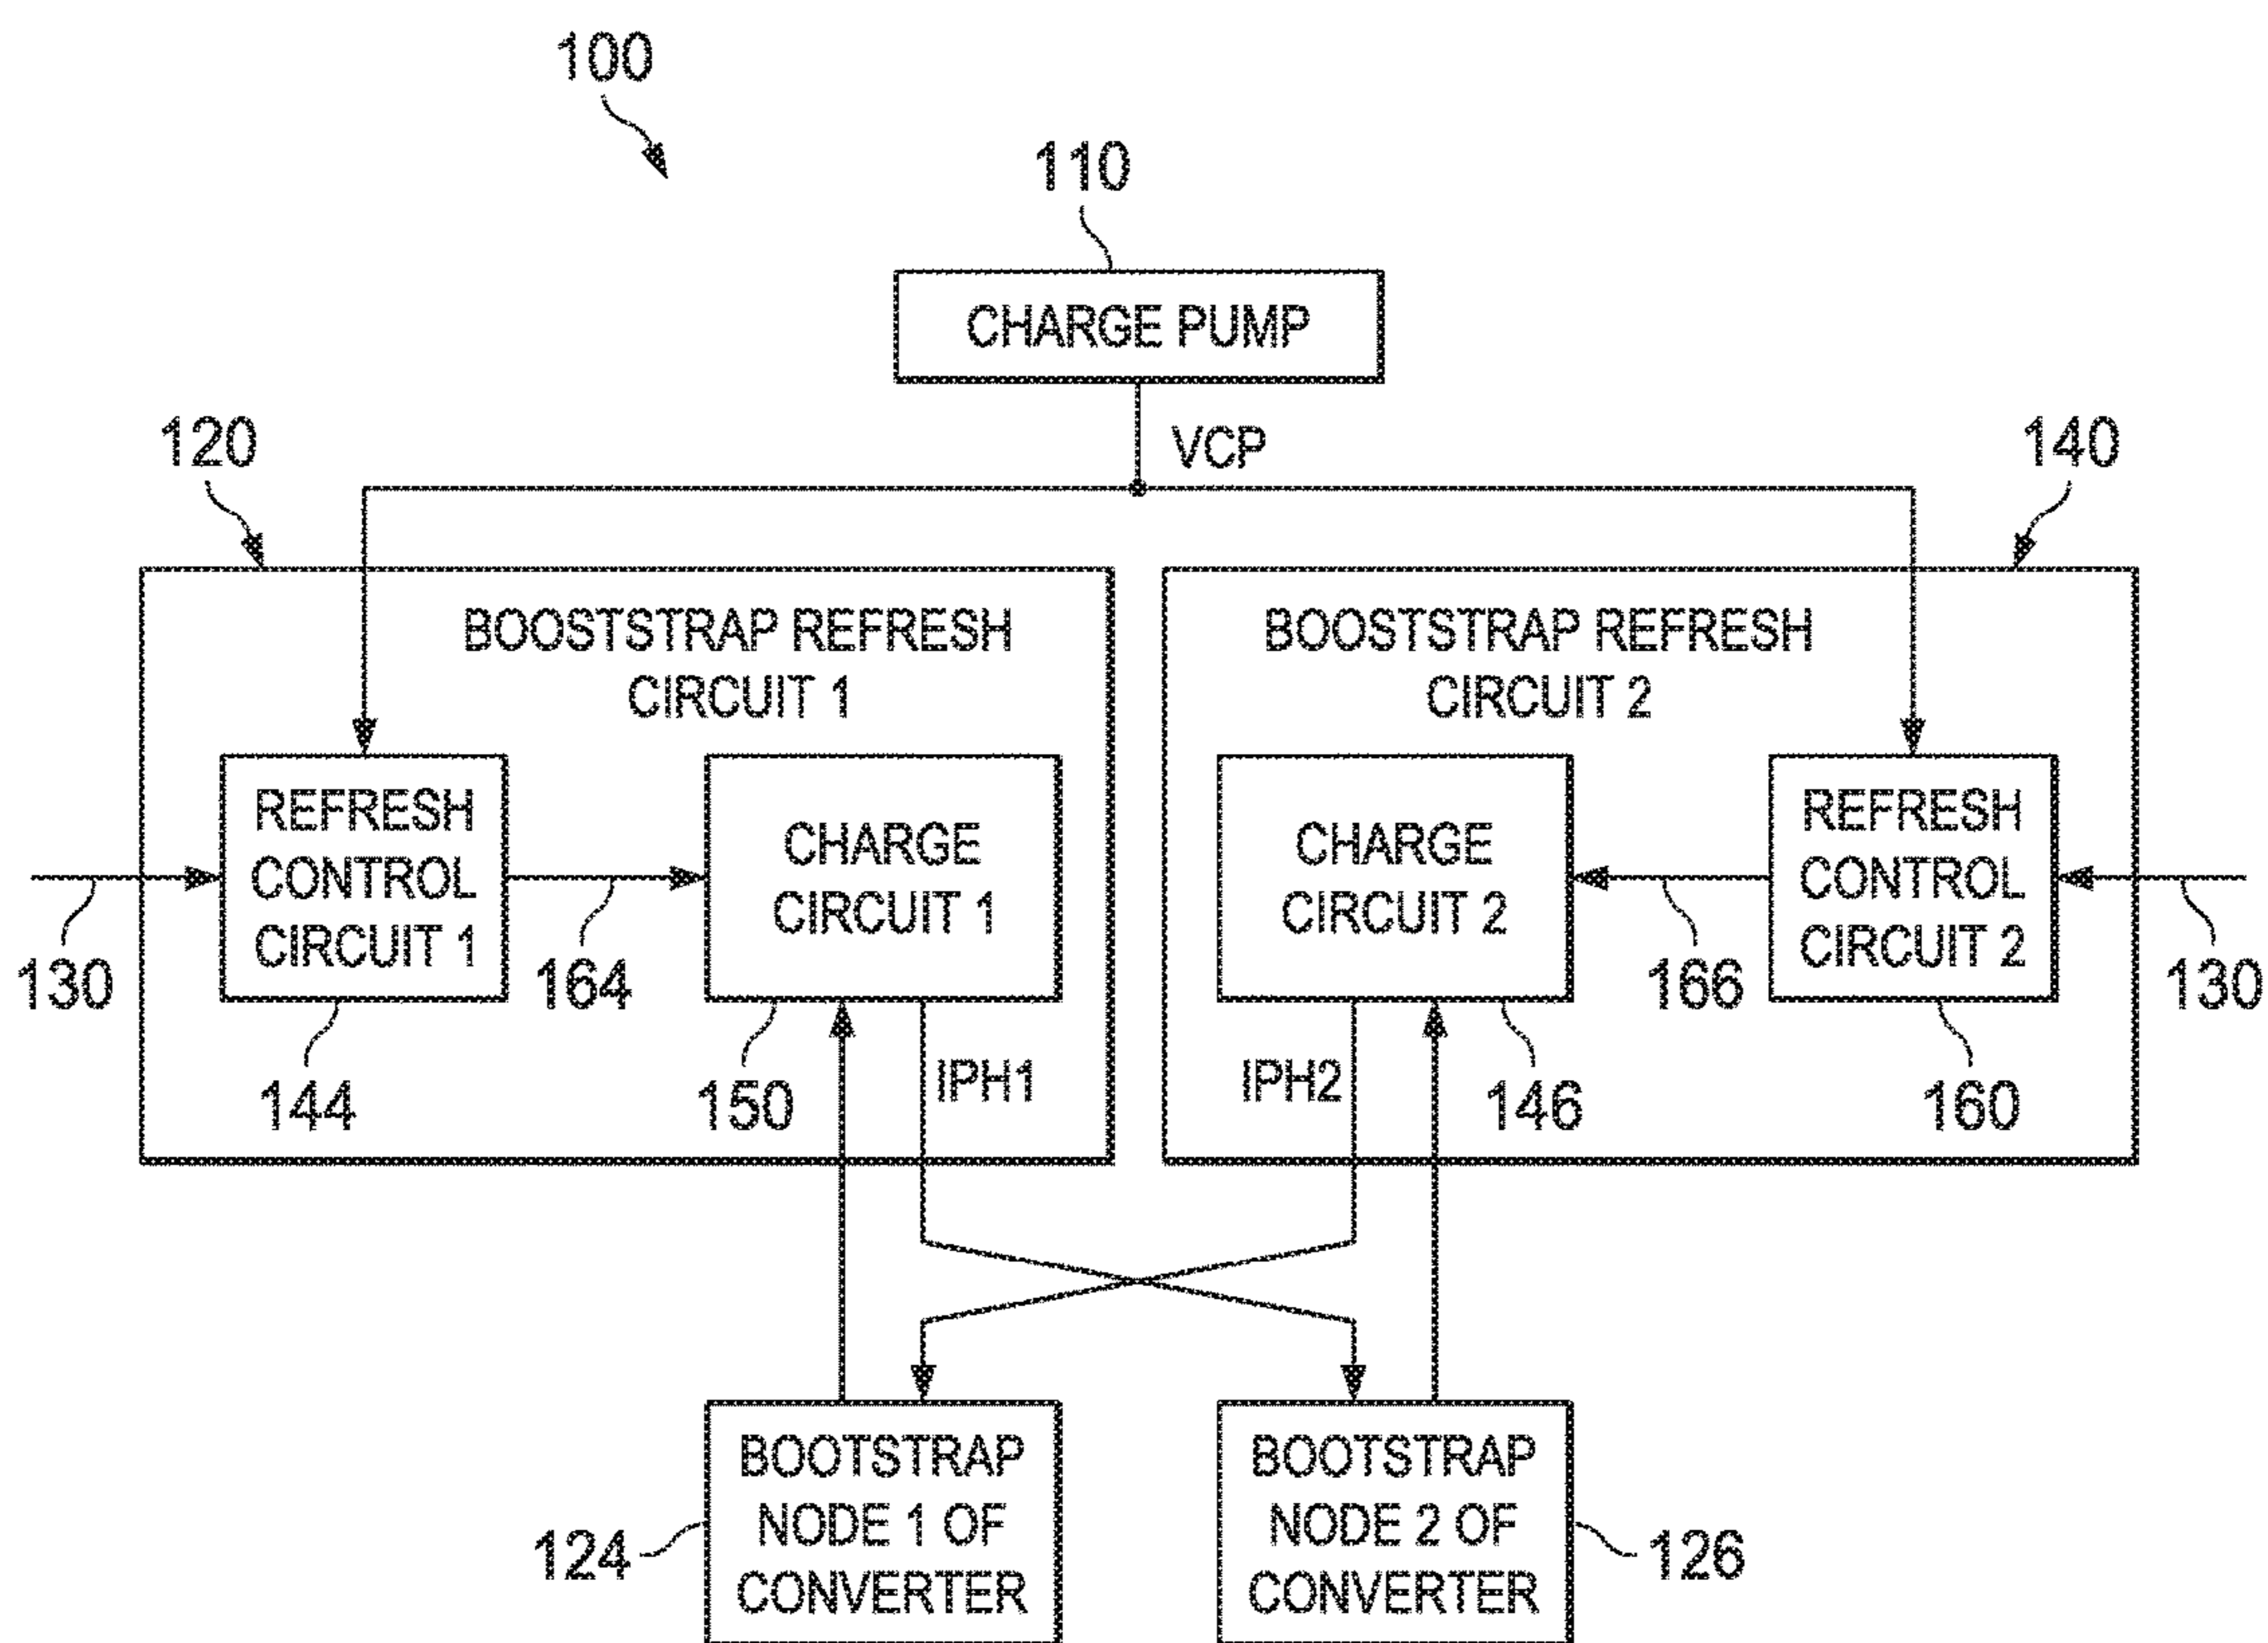 100
110
CHARGE PUMP
VCP
120
140
BOOSTSTRAP REFRESH
CIRCUIT 1
BOOSTSTRAP REFRESH
CIRCUIT 2
REFRESH
CONTROL
CIRCUIT 1
CHARGE
CIRCUIT 1
CHARGE
CIRCUIT 2
REFRESH
CONTROL
CIRCUIT 2
130
164
166
130
144
150
IPH1
IPH2
146
160
BOOTSTRAP
NODE 1 OF
CONVERTER
BOOTSTRAP
NODE 2 OF
CONVERTER
124
126